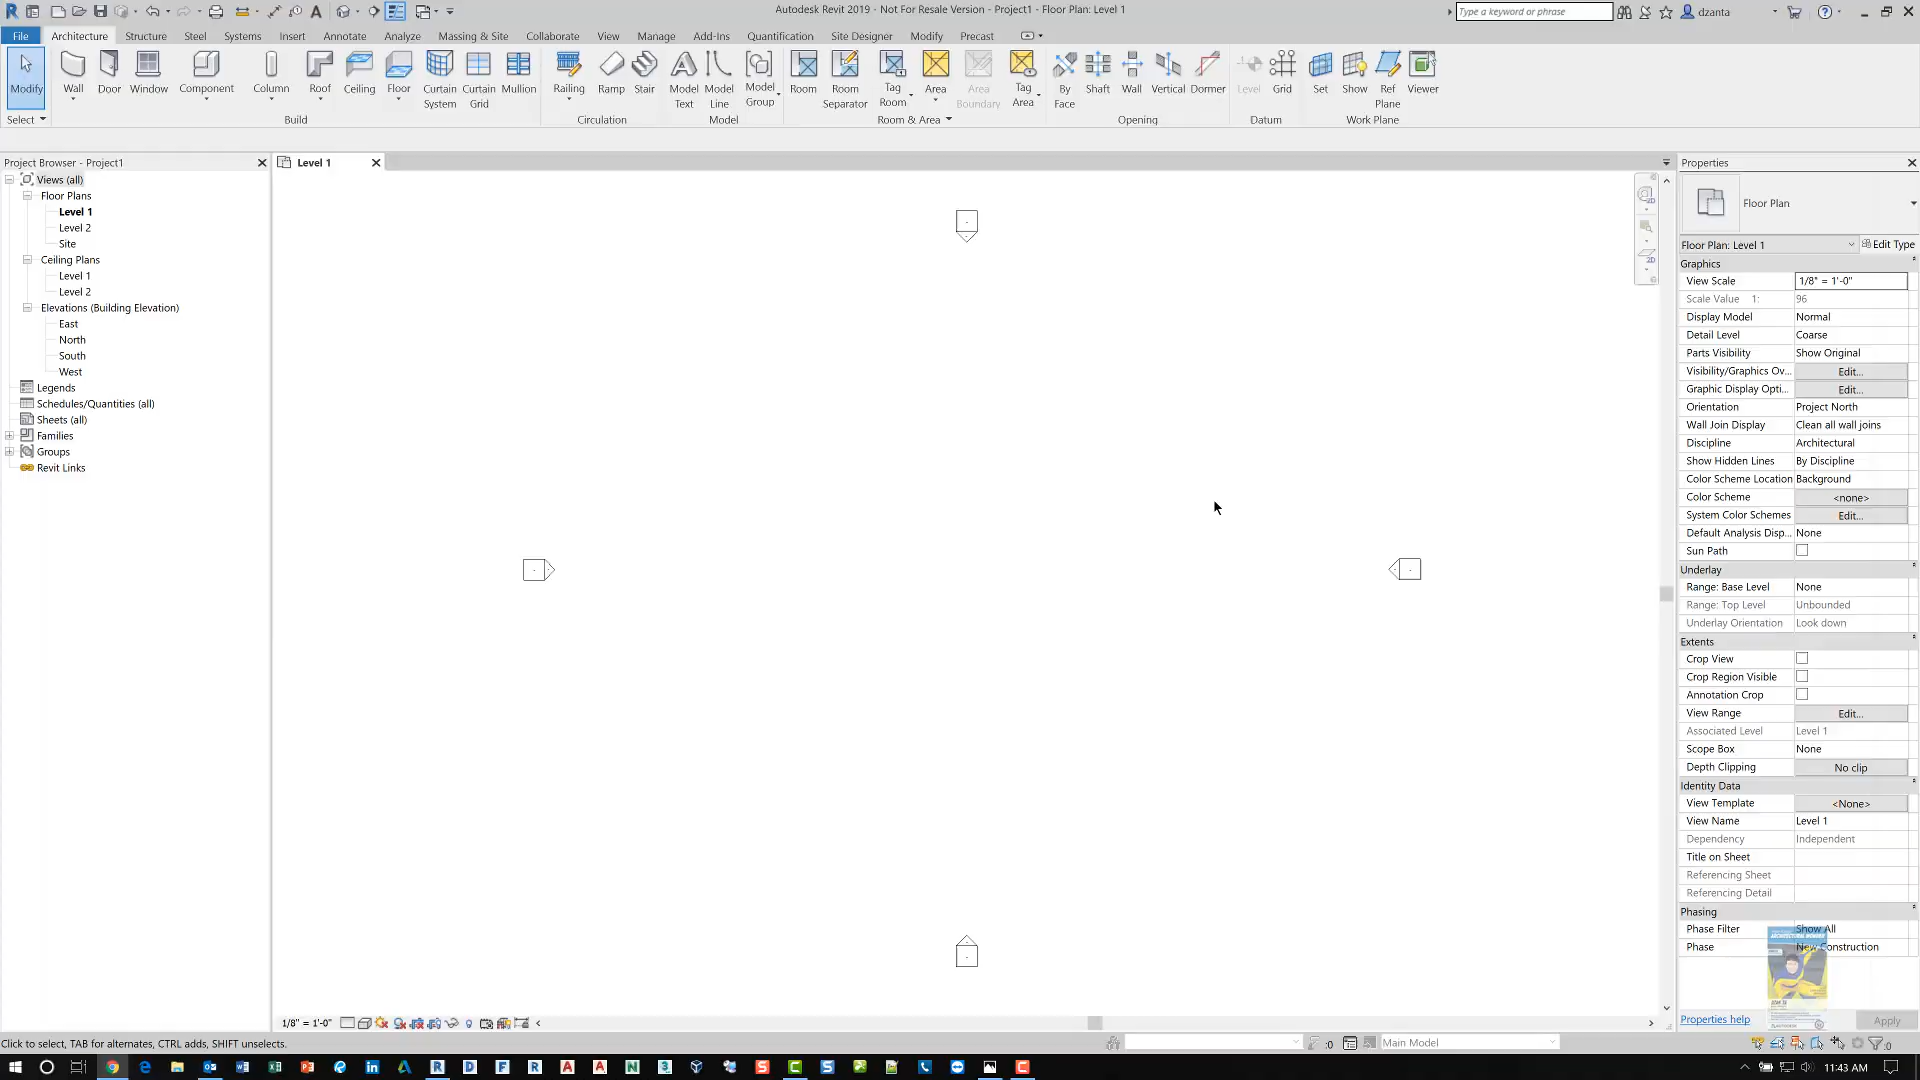 Autodesk Revit 2019 - Not For Resale Version - Project1 - Floor Plan: Level 1
Type a keyword or phrase
dzanta
File Architecture Structure Steel Systems Insert Annotate Analyze Massing & Site Collaborate View Manage Add-Ins Quantification Site Designer Modify Precast
Modify Wall Door Window Component Column Roof Ceiling Floor Curtain System Curtain Grid Mullion Railing Ramp Stair Model Text Model Line Model Group Room Room Separator Tag Room Area Area Boundary Tag Area By Face Shaft Wall Vertical Dormer Level Grid Set Show Ref Plane Viewer
Select Build Circulation Model Room & Area Opening Datum Work Plane
Project Browser - Project1
Views (all)
Floor Plans
Level 1
Level 2
Site
Ceiling Plans
Level 1
Level 2
Elevations (Building Elevation)
East
North
South
West
Legends
Schedules/Quantities (all)
Sheets (all)
Families
Groups
Revit Links
Level 1
2D
2D
Properties
Floor Plan
Floor Plan: Level 1 Edit Type
Graphics
View Scale 1/8" = 1'-0"
Scale Value 1: 96
Display Model Normal
Detail Level Coarse
Parts Visibility Show Original
Visibility/Graphics Ov... Edit...
Graphic Display Opti... Edit...
Orientation Project North
Wall Join Display Clean all wall joins
Discipline Architectural
Show Hidden Lines By Discipline
Color Scheme Location Background
Color Scheme <none>
System Color Schemes Edit...
Default Analysis Disp... None
Sun Path
Underlay
Range: Base Level None
Range: Top Level Unbounded
Underlay Orientation Look down
Extents
Crop View
Crop Region Visible
Annotation Crop
View Range Edit...
Associated Level Level 1
Scope Box None
Depth Clipping No clip
Identity Data
View Template <None>
View Name Level 1
Dependency Independent
Title on Sheet
Referencing Sheet
Referencing Detail
Phasing
Phase Filter Show All
Phase New Construction
Properties help Apply
1/8" = 1'-0"
Click to select, TAB for alternates, CTRL adds, SHIFT unselects.
:0 Main Model :0
11:43 AM